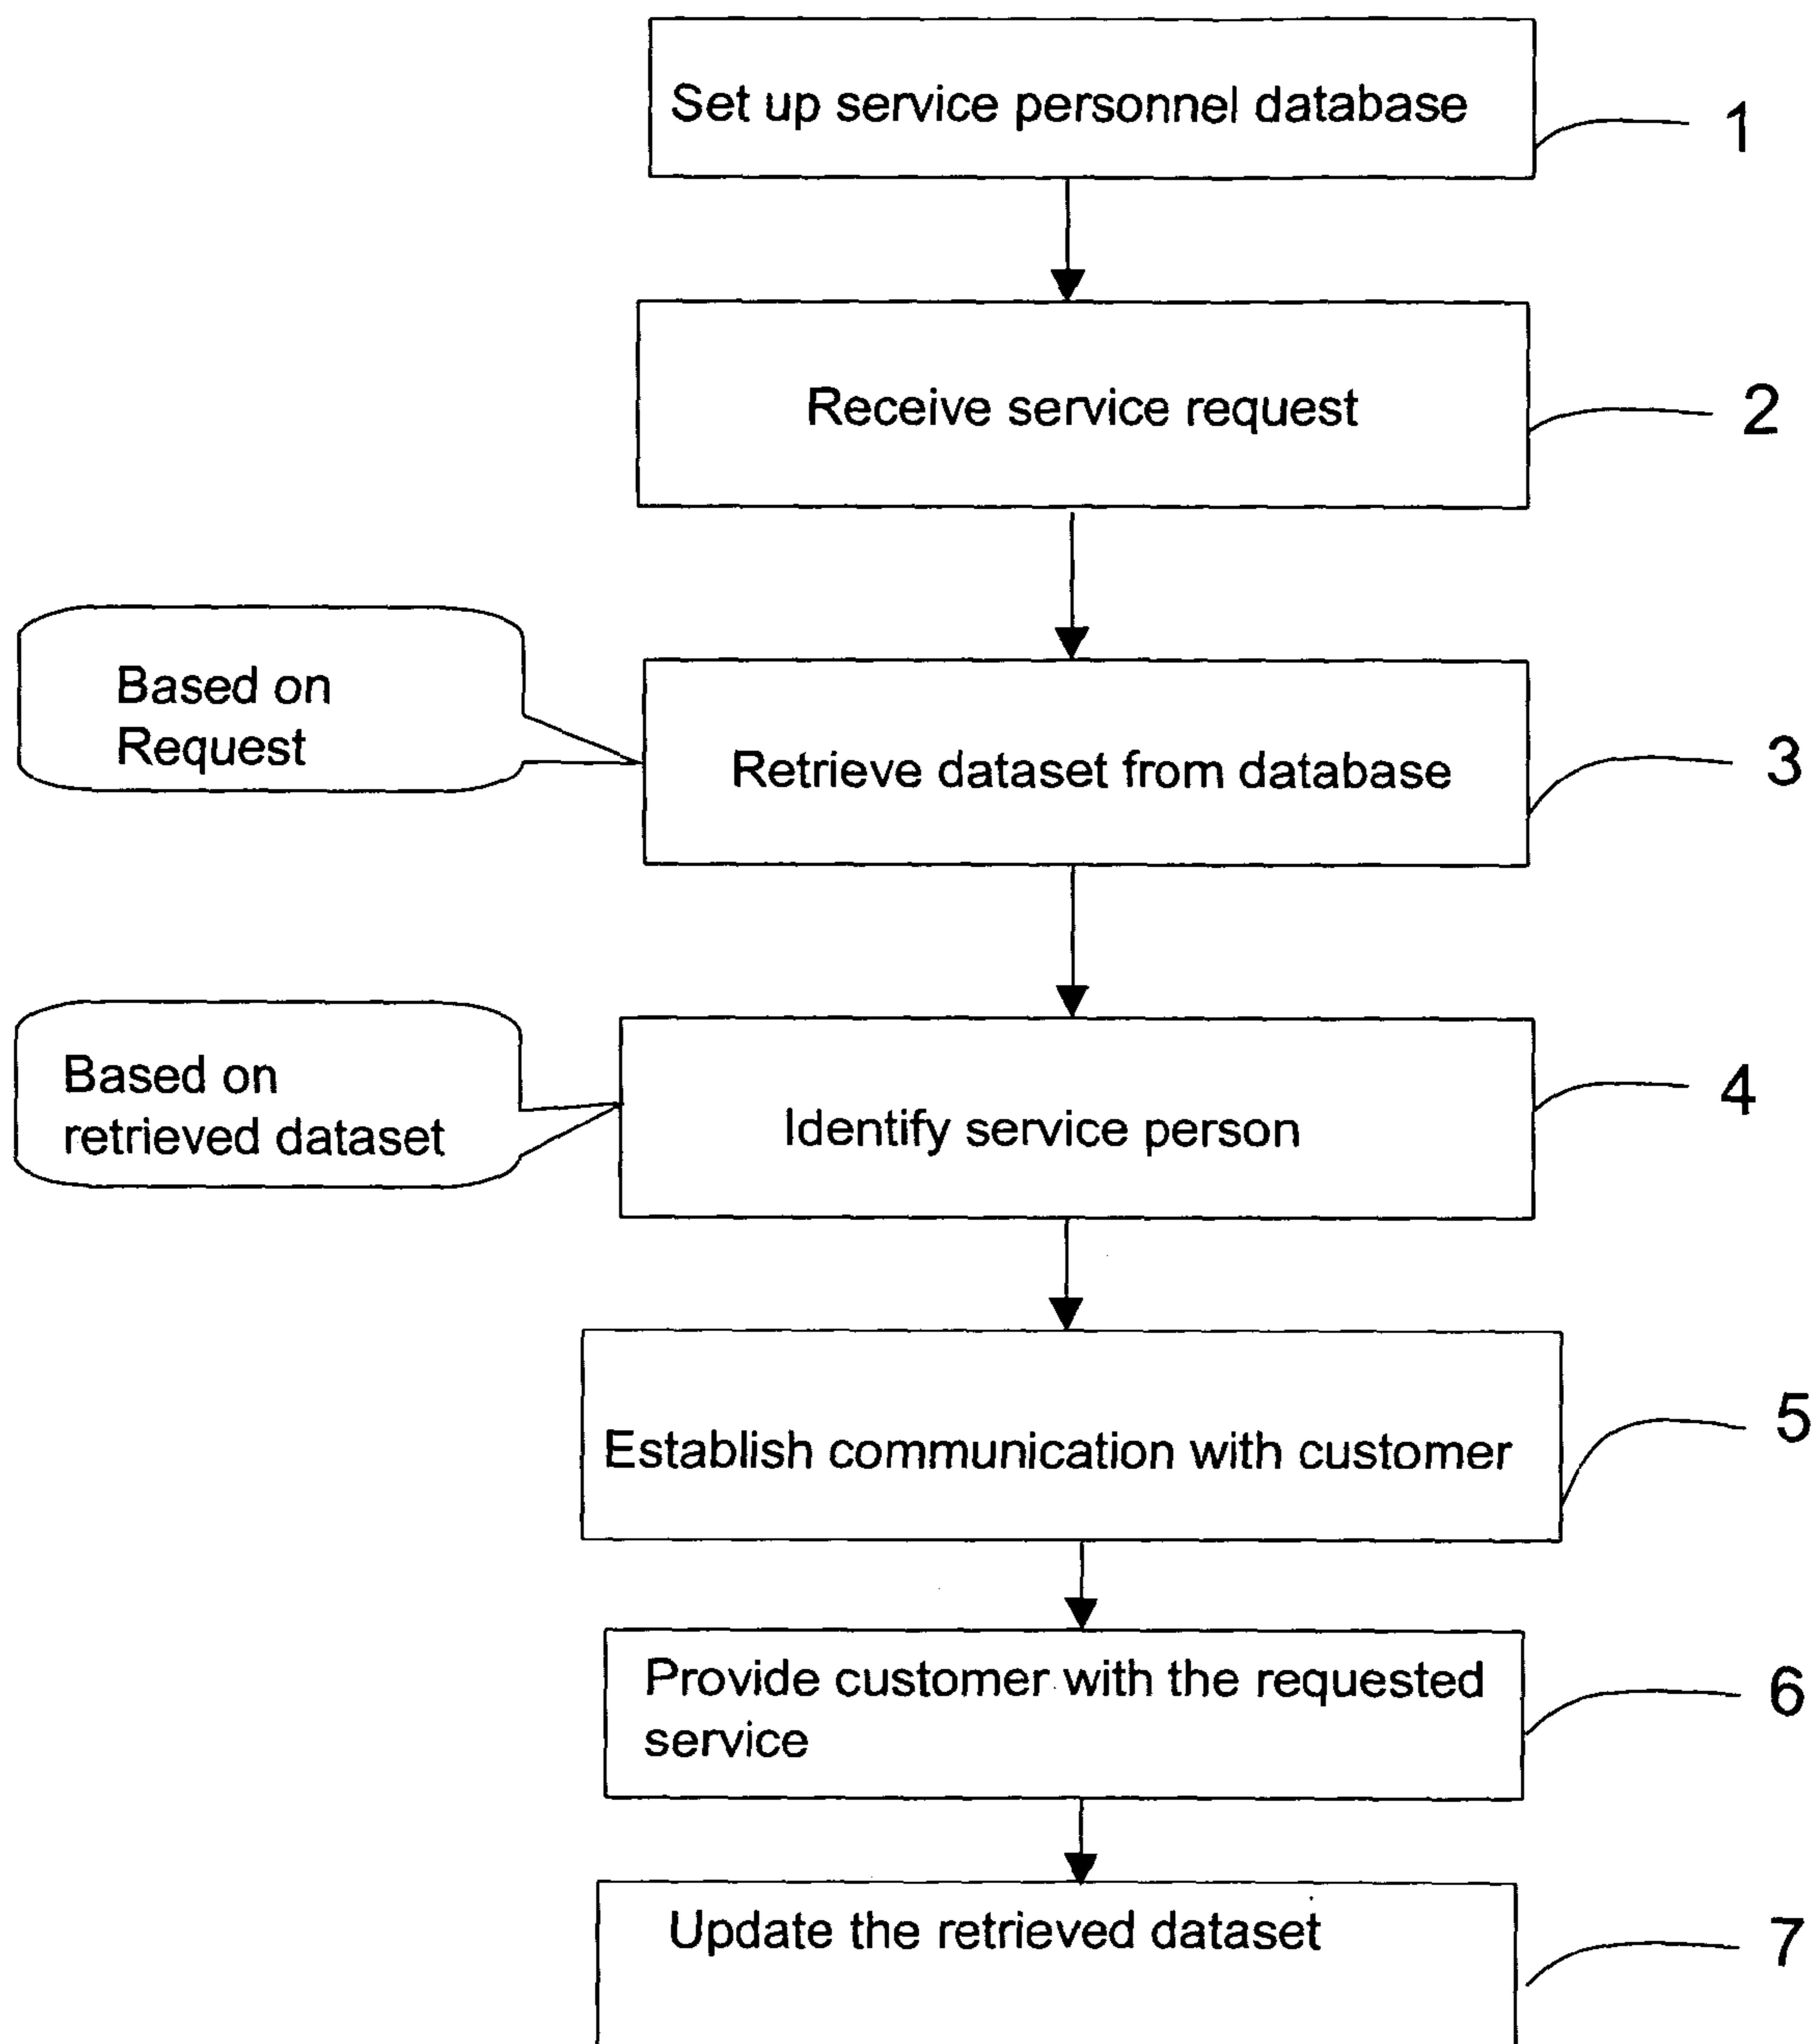 Set up service personnel database
1
Receive service request
2
Based on
Request
Retrieve dataset from database
3
Based on
retrieved dataset
Identify service person
4
Establish communication with customer
5
Provide customer with the requested
service
6
Update the retrieved dataset
7